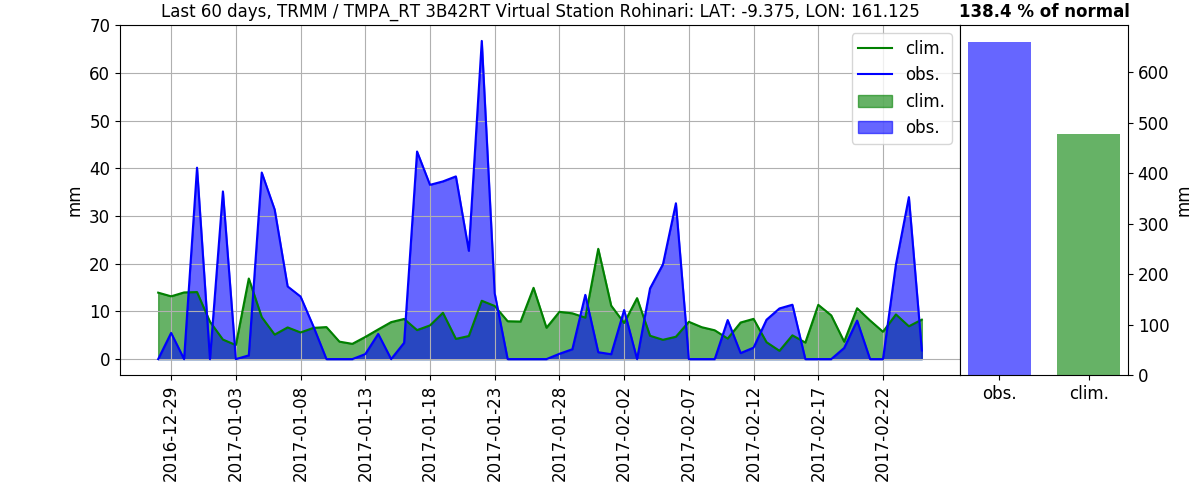 Last 60 days, TRMM / TMPA_RT 3B42RT Virtual Station Rohinari: LAT: -9.375, LON: 161.125
138.4 % of normal
70
60
50
40
30
20
10
0
mm
clim.
obs.
clim.
obs.
2016-12-29
2017-01-03
2017-01-08
2017-01-13
2017-01-18
2017-01-23
2017-01-28
2017-02-02
2017-02-07
2017-02-12
2017-02-17
2017-02-22
600
500
400
300
200
100
0
mm
obs.
clim.